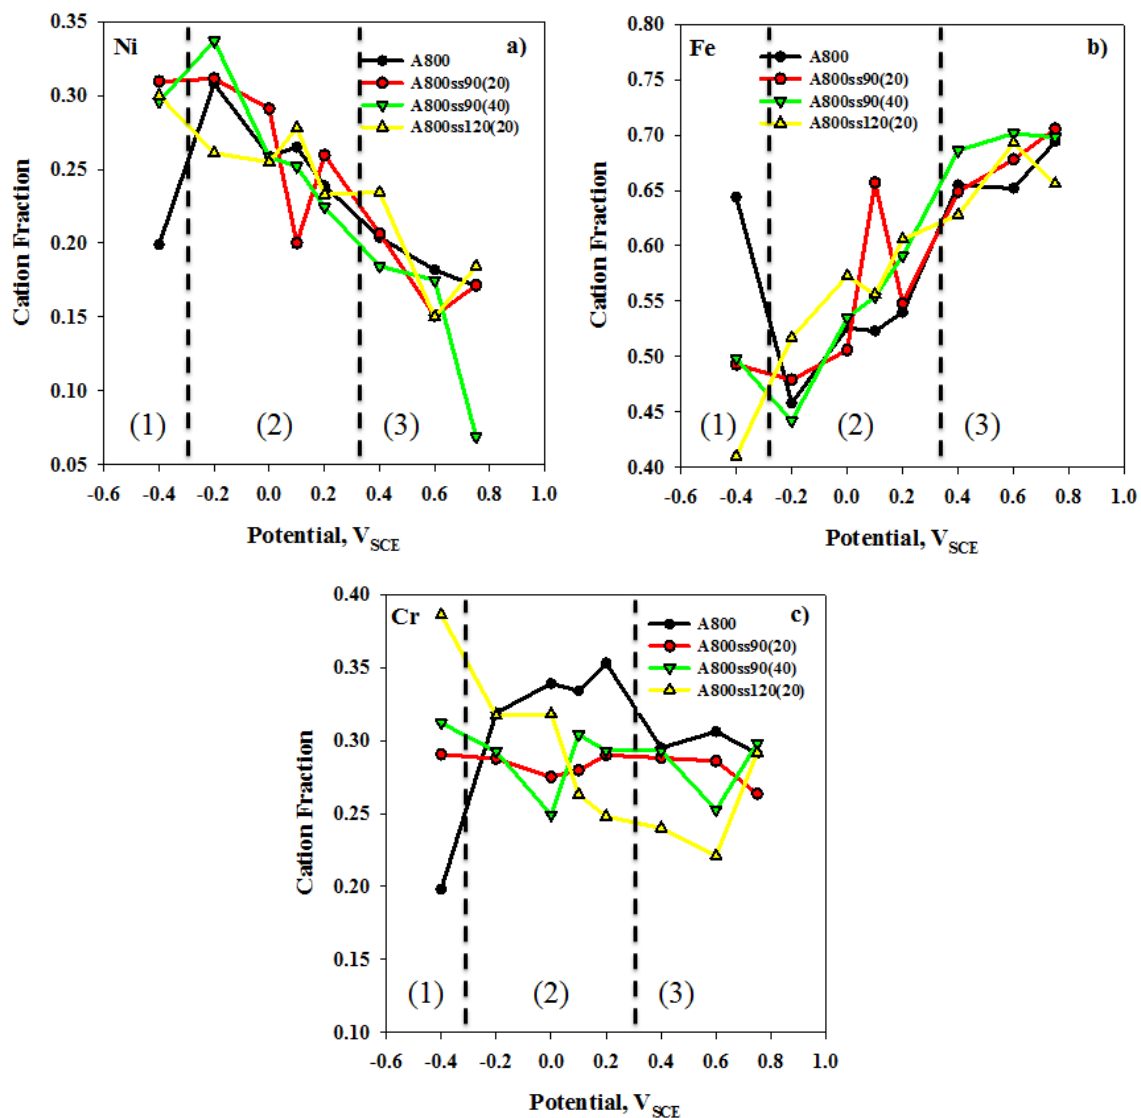 Ni
a)
A800
A800ss90(20)
A800ss90(40)
A800ss120(20)
Cation Fraction
0.35
0.30
0.25
0.20
0.15
0.10
0.05
(1)
(2)
(3)
-0.6 -0.4 -0.2 0.0 0.2 0.4 0.6 0.8 1.0
Potential, VSCE
Fe
b)
A800
A800ss90(20)
A800ss90(40)
A800ss120(20)
Cation Fraction
0.80
0.75
0.70
0.65
0.60
0.55
0.50
0.45
0.40
(1)
(2)
(3)
-0.6 -0.4 -0.2 0.0 0.2 0.4 0.6 0.8 1.0
Potential, VSCE
Cr
c)
A800
A800ss90(20)
A800ss90(40)
A800ss120(20)
Cation Fraction
0.40
0.35
0.30
0.25
0.20
0.15
0.10
(1)
(2)
(3)
-0.6 -0.4 -0.2 0.0 0.2 0.4 0.6 0.8 1.0
Potential, VSCE